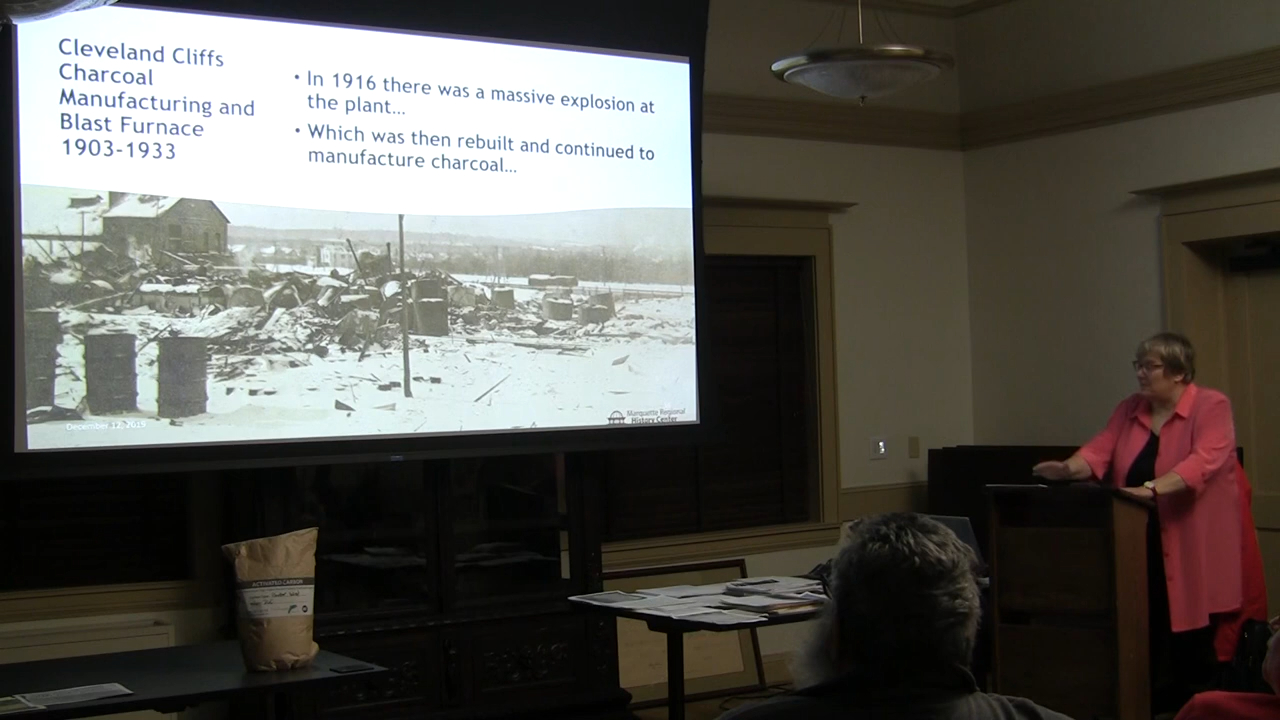 Cleveland Cliffs
Charcoal
Manufacturing and
Blast Furnace
1903-1933
• In 1916 there was a massive explosion at
the plant...
• Which was then rebuilt and continued to
manufacture charcoal...
December 12, 2019
Marquette Regional
History Center
ACTIVATED CARBON